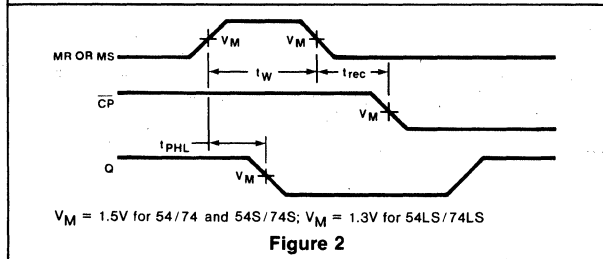 VM VM
MR OR MS
tW trec
CP
VM
tPHL
Q
VM
VM = 1.5V for 54/74 and 54S/74S; VM = 1.3V for 54LS/74LS
Figure 2